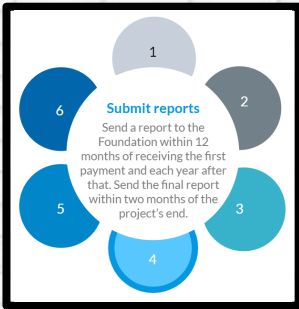 1
2
6
Submit reports
Send a report to the
Foundation within 12
months of receiving the first
payment and each year after
that. Send the final report
within two months of the
project's end.
5
3
4